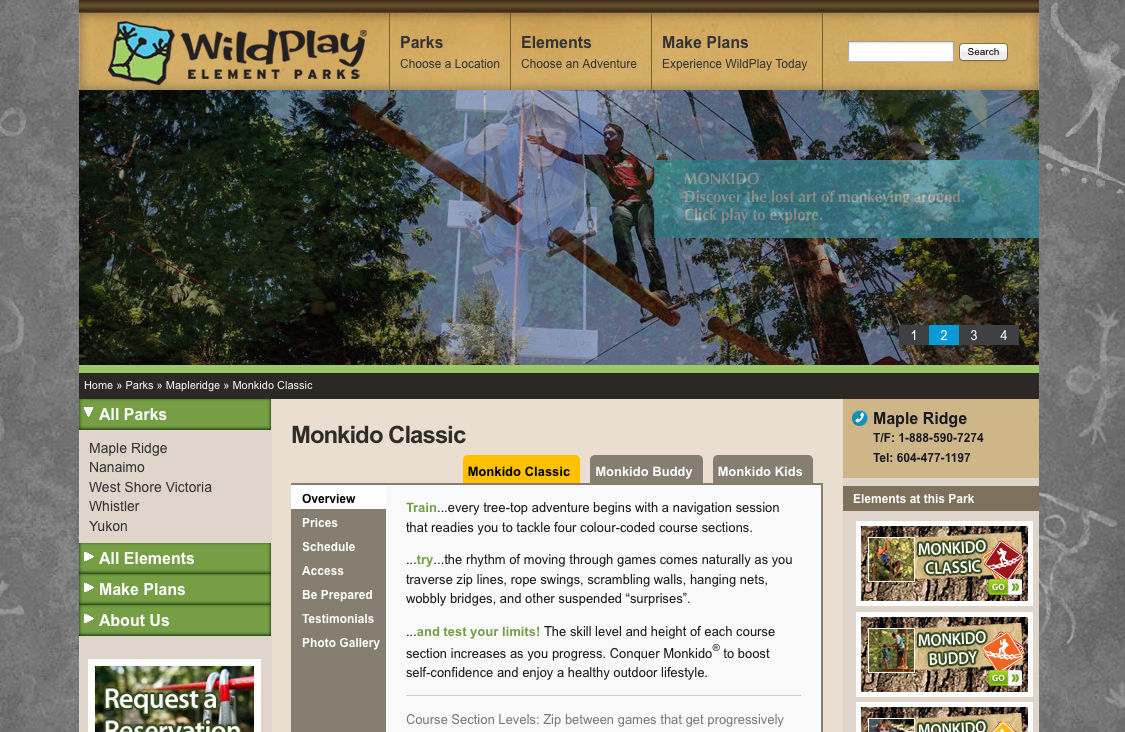 WILDPLAY®
ELEMENT PARKS
Parks
Choose a Location
Elements
Choose an Adventure
Make Plans
Experience WildPlay Today
Search
MONKIDO
Discover the lost art of monkeying around.
Click play to explore.
1 2 3 4
Home » Parks » Mapleridge » Monkido Classic
All Parks
Maple Ridge
Nanaimo
West Shore Victoria
Whistler
Yukon
All Elements
Make Plans
About Us
Request a
Reservation
Monkido Classic
Monkido Classic
Monkido Buddy
Monkido Kids
Overview
Prices
Schedule
Access
Be Prepared
Testimonials
Photo Gallery
Train...every tree-top adventure begins with a navigation session
that readies you to tackle four colour-coded course sections.
...try...the rhythm of moving through games comes naturally as you
traverse zip lines, rope swings, scrambling walls, hanging nets,
wobbly bridges, and other suspended “surprises”.
...and test your limits! The skill level and height of each course
section increases as you progress. Conquer Monkido® to boost
self-confidence and enjoy a healthy outdoor lifestyle.
Course Section Levels: Zip between games that get progressively
Maple Ridge
T/F: 1-888-590-7274
Tel: 604-477-1197
Elements at this Park
MONKIDO
CLASSIC
GO »
MONKIDO
BUDDY
GO »
MONKIDO